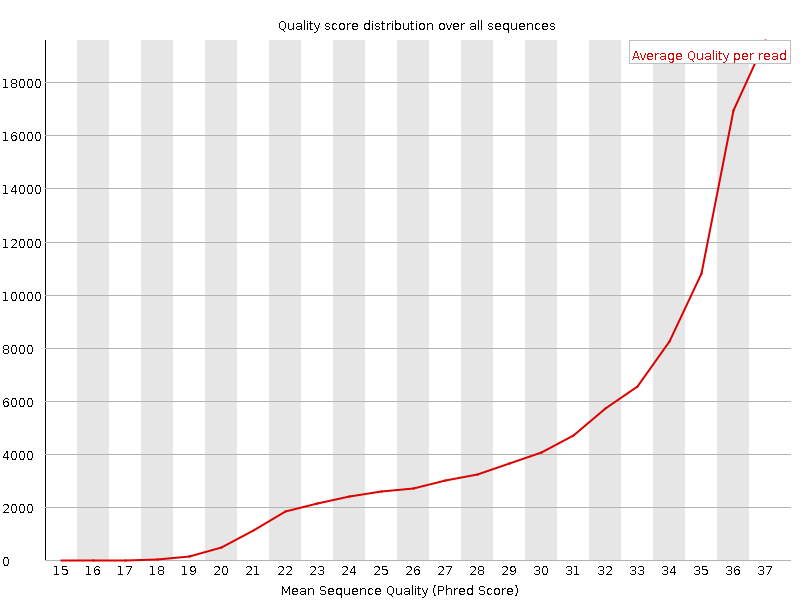 Quality score distribution over all sequences
Average Quality per read
18000
16000
14000
12000
10000
8000
6000
4000
2000
0
15 16 17 18 19 20 21 22 23 24 25 26 27 28 29 30 31 32 33 34 35 36 37
Mean Sequence Quality (Phred Score)